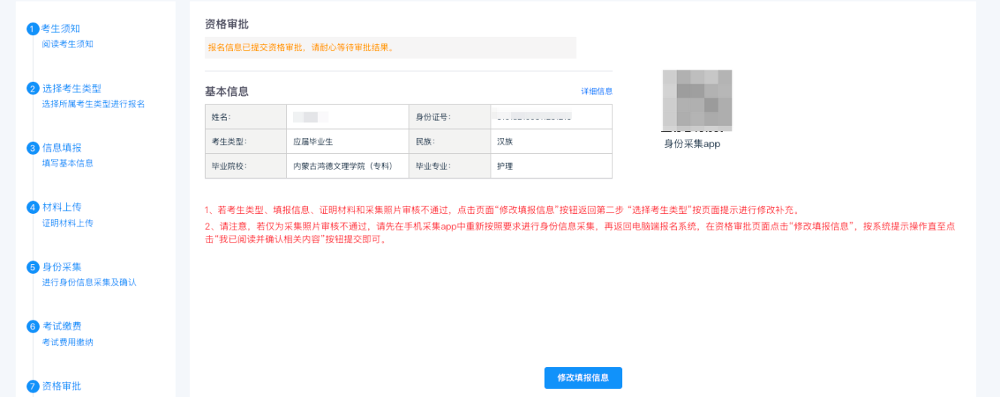 1 考生须知
阅读考生须知
2 选择考生类型
选择所属考生类型进行报名
3 信息填报
填写基本信息
4 材料上传
证明材料上传
5 身份采集
进行身份信息采集及确认
6 考试缴费
考试费用缴纳
7 资格审批
资格审批
报名信息已提交资格审批，请耐心等待审批结果。
基本信息 详细信息
姓名： 身份证号：
考生类型： 应届毕业生 民族： 汉族
毕业院校： 内蒙古鸿德文理学院（专科） 毕业专业： 护理
身份采集app
1、若考生类型、填报信息、证明材料和采集照片审核不通过，点击页面“修改填报信息”按钮返回第二步 “选择考生类型”按页面提示进行修改补充。
2、请注意，若仅为采集照片审核不通过，请先在手机采集app中重新按照要求进行身份信息采集，再返回电脑端报名系统，在资格审批页面点击“修改填报信息”，按系统提示操作直至点
击“我已阅读并确认相关内容”按钮提交即可。
修改填报信息